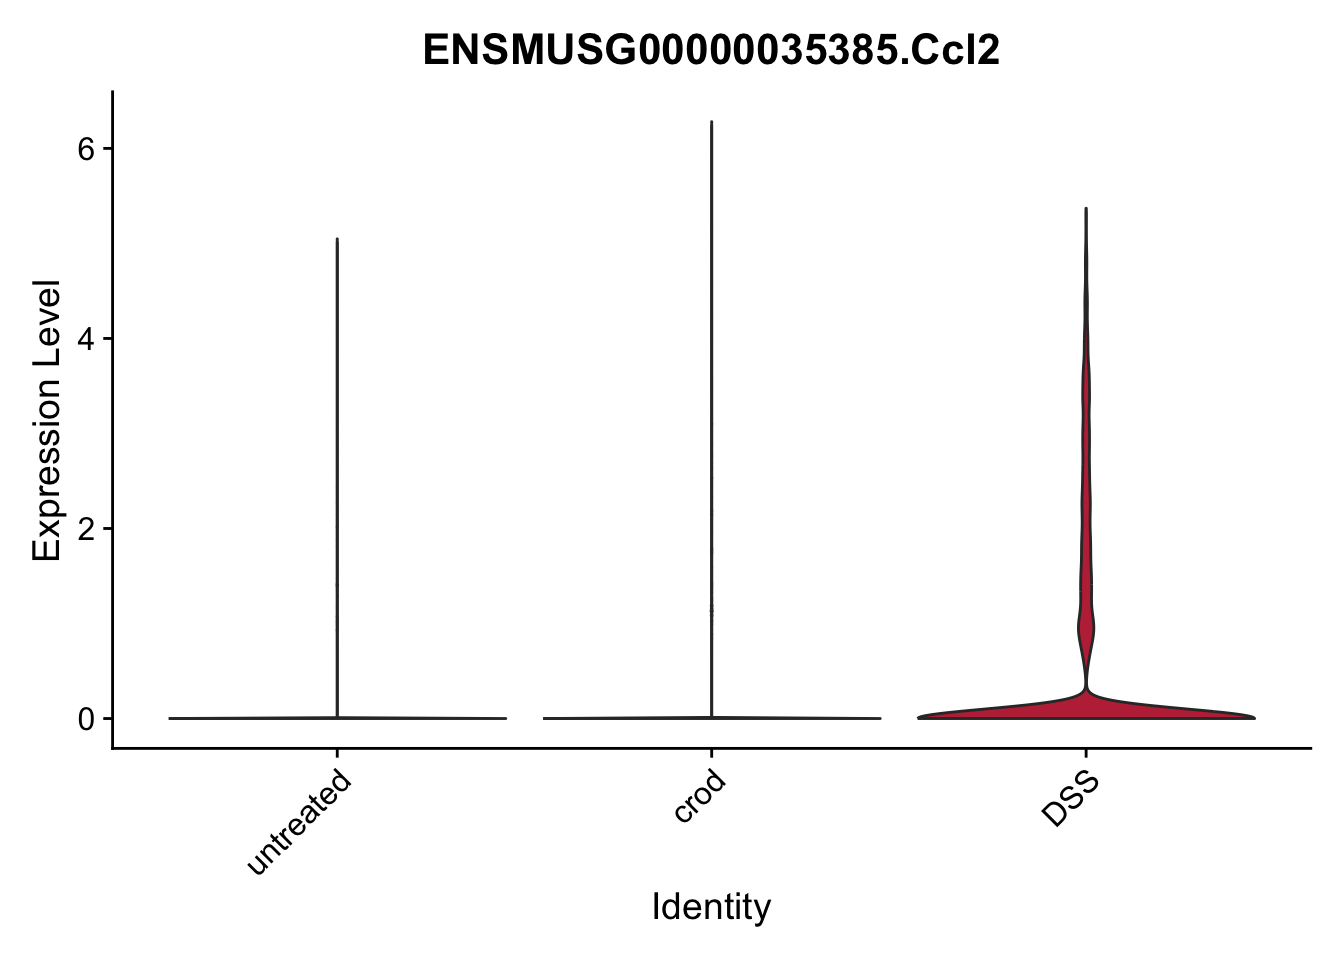 ENSMUSG00000035385.Ccl2
Expression Level
6
4
2
0
untreated
crod
DSS
Identity